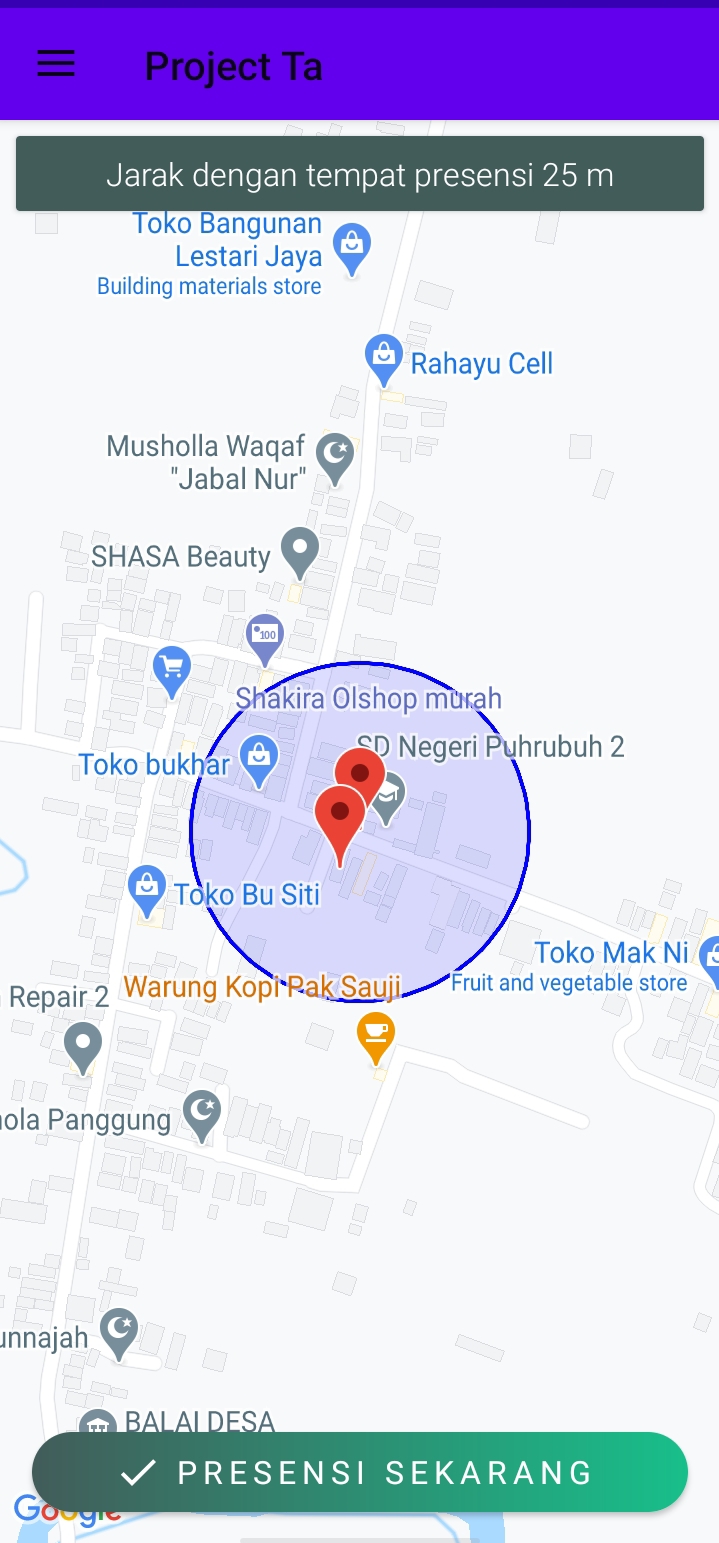 Project Ta
Jarak dengan tempat presensi 25 m
Toko Bangunan
Lestari Jaya
Building materials store
Rahayu Cell
Musholla Waqaf
"Jabal Nur"
SHASA Beauty
100
Shakira Olshop murah
SD Negeri Puhrubuh 2
Toko bukhar
Toko Bu Siti
Toko Mak Ni
Fruit and vegetable store
Warung Kopi Pak Sauji
Repair 2
nola Panggung
unnajah
BALAI DESA
PRESENSI SEKARANG
Google